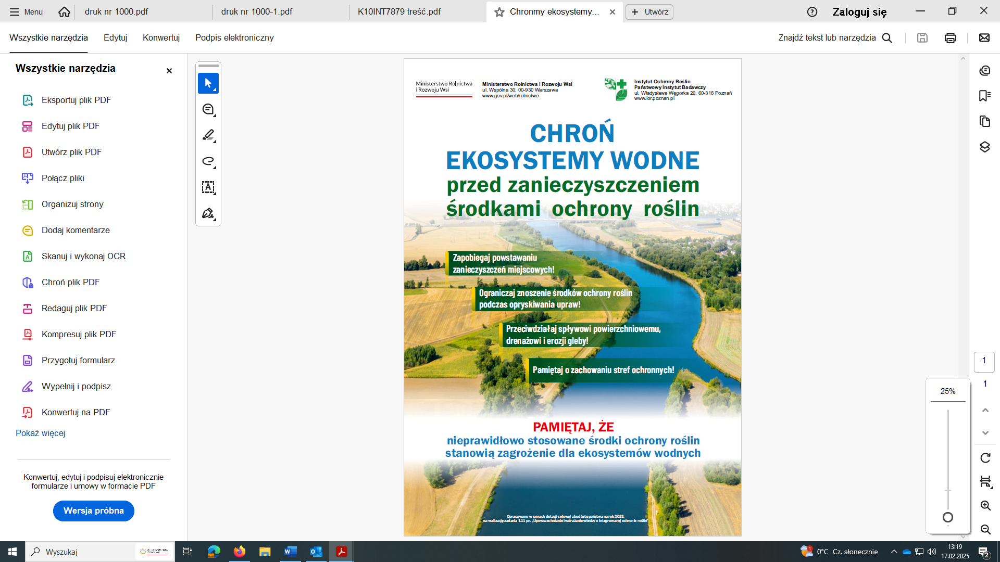 Menu
druk nr 1000.pdf
druk nr 1000-1.pdf
K10INT7879 treść.pdf
Chronmy ekosystemy...
Utwórz
Zaloguj się
Wszystkie narzędzia
Edytuj
Konwertuj
Podpis elektroniczny
Znajdź tekst lub narzędzia
Wszystkie narzędzia
Eksportuj plik PDF
Edytuj plik PDF
Utwórz plik PDF
Połącz pliki
Organizuj strony
Dodaj komentarze
Skanuj i wykonaj OCR
Chroń plik PDF
Redaguj plik PDF
Kompresuj plik PDF
Przygotuj formularz
Wypełnij i podpisz
Konwertuj na PDF
Pokaż więcej
Konwertuj, edytuj i podpisuj elektronicznie
formularze i umowy w formacie PDF
Wersja próbna
Ministerstwo Rolnictwa
i Rozwoju Wsi
Ministerstwo Rolnictwa i Rozwoju Wsi
ul. Wspólna 30, 00-930 Warszawa
www.gov.pl/web/rolnictwo
Instytut Ochrony Roślin
Państwowy Instytut Badawczy
ul. Władysława Węgorka 20, 60-318 Poznań
www.ior.poznan.pl
CHROŃ
EKOSYSTEMY WODNE
przed zanieczyszczeniem
środkami ochrony roślin
Zapobiegaj powstawaniu
zanieczyszczeń miejscowych!
Ograniczaj znoszenie środków ochrony roślin
podczas opryskiwania upraw!
Przeciwdziałaj spływowi powierzchniowemu,
drenażowi i erozji gleby!
Pamiętaj o zachowaniu stref ochronnych!
PAMIĘTAJ, ŻE
nieprawidłowo stosowane środki ochrony roślin
stanowią zagrożenie dla ekosystemów wodnych
Opracowano w ramach dotacji celowej z budżetu państwa na rok 2023,
na realizację zadania 1.11 pn. „Upowszechnianie i wdrażanie wiedzy o integrowanej ochronie roślin"
1
1
25%
Wyszukaj
Ministerstwo Rolnictwa
i Rozwoju Wsi
1
0°C Cz. słonecznie
13:19
17.02.2025
2